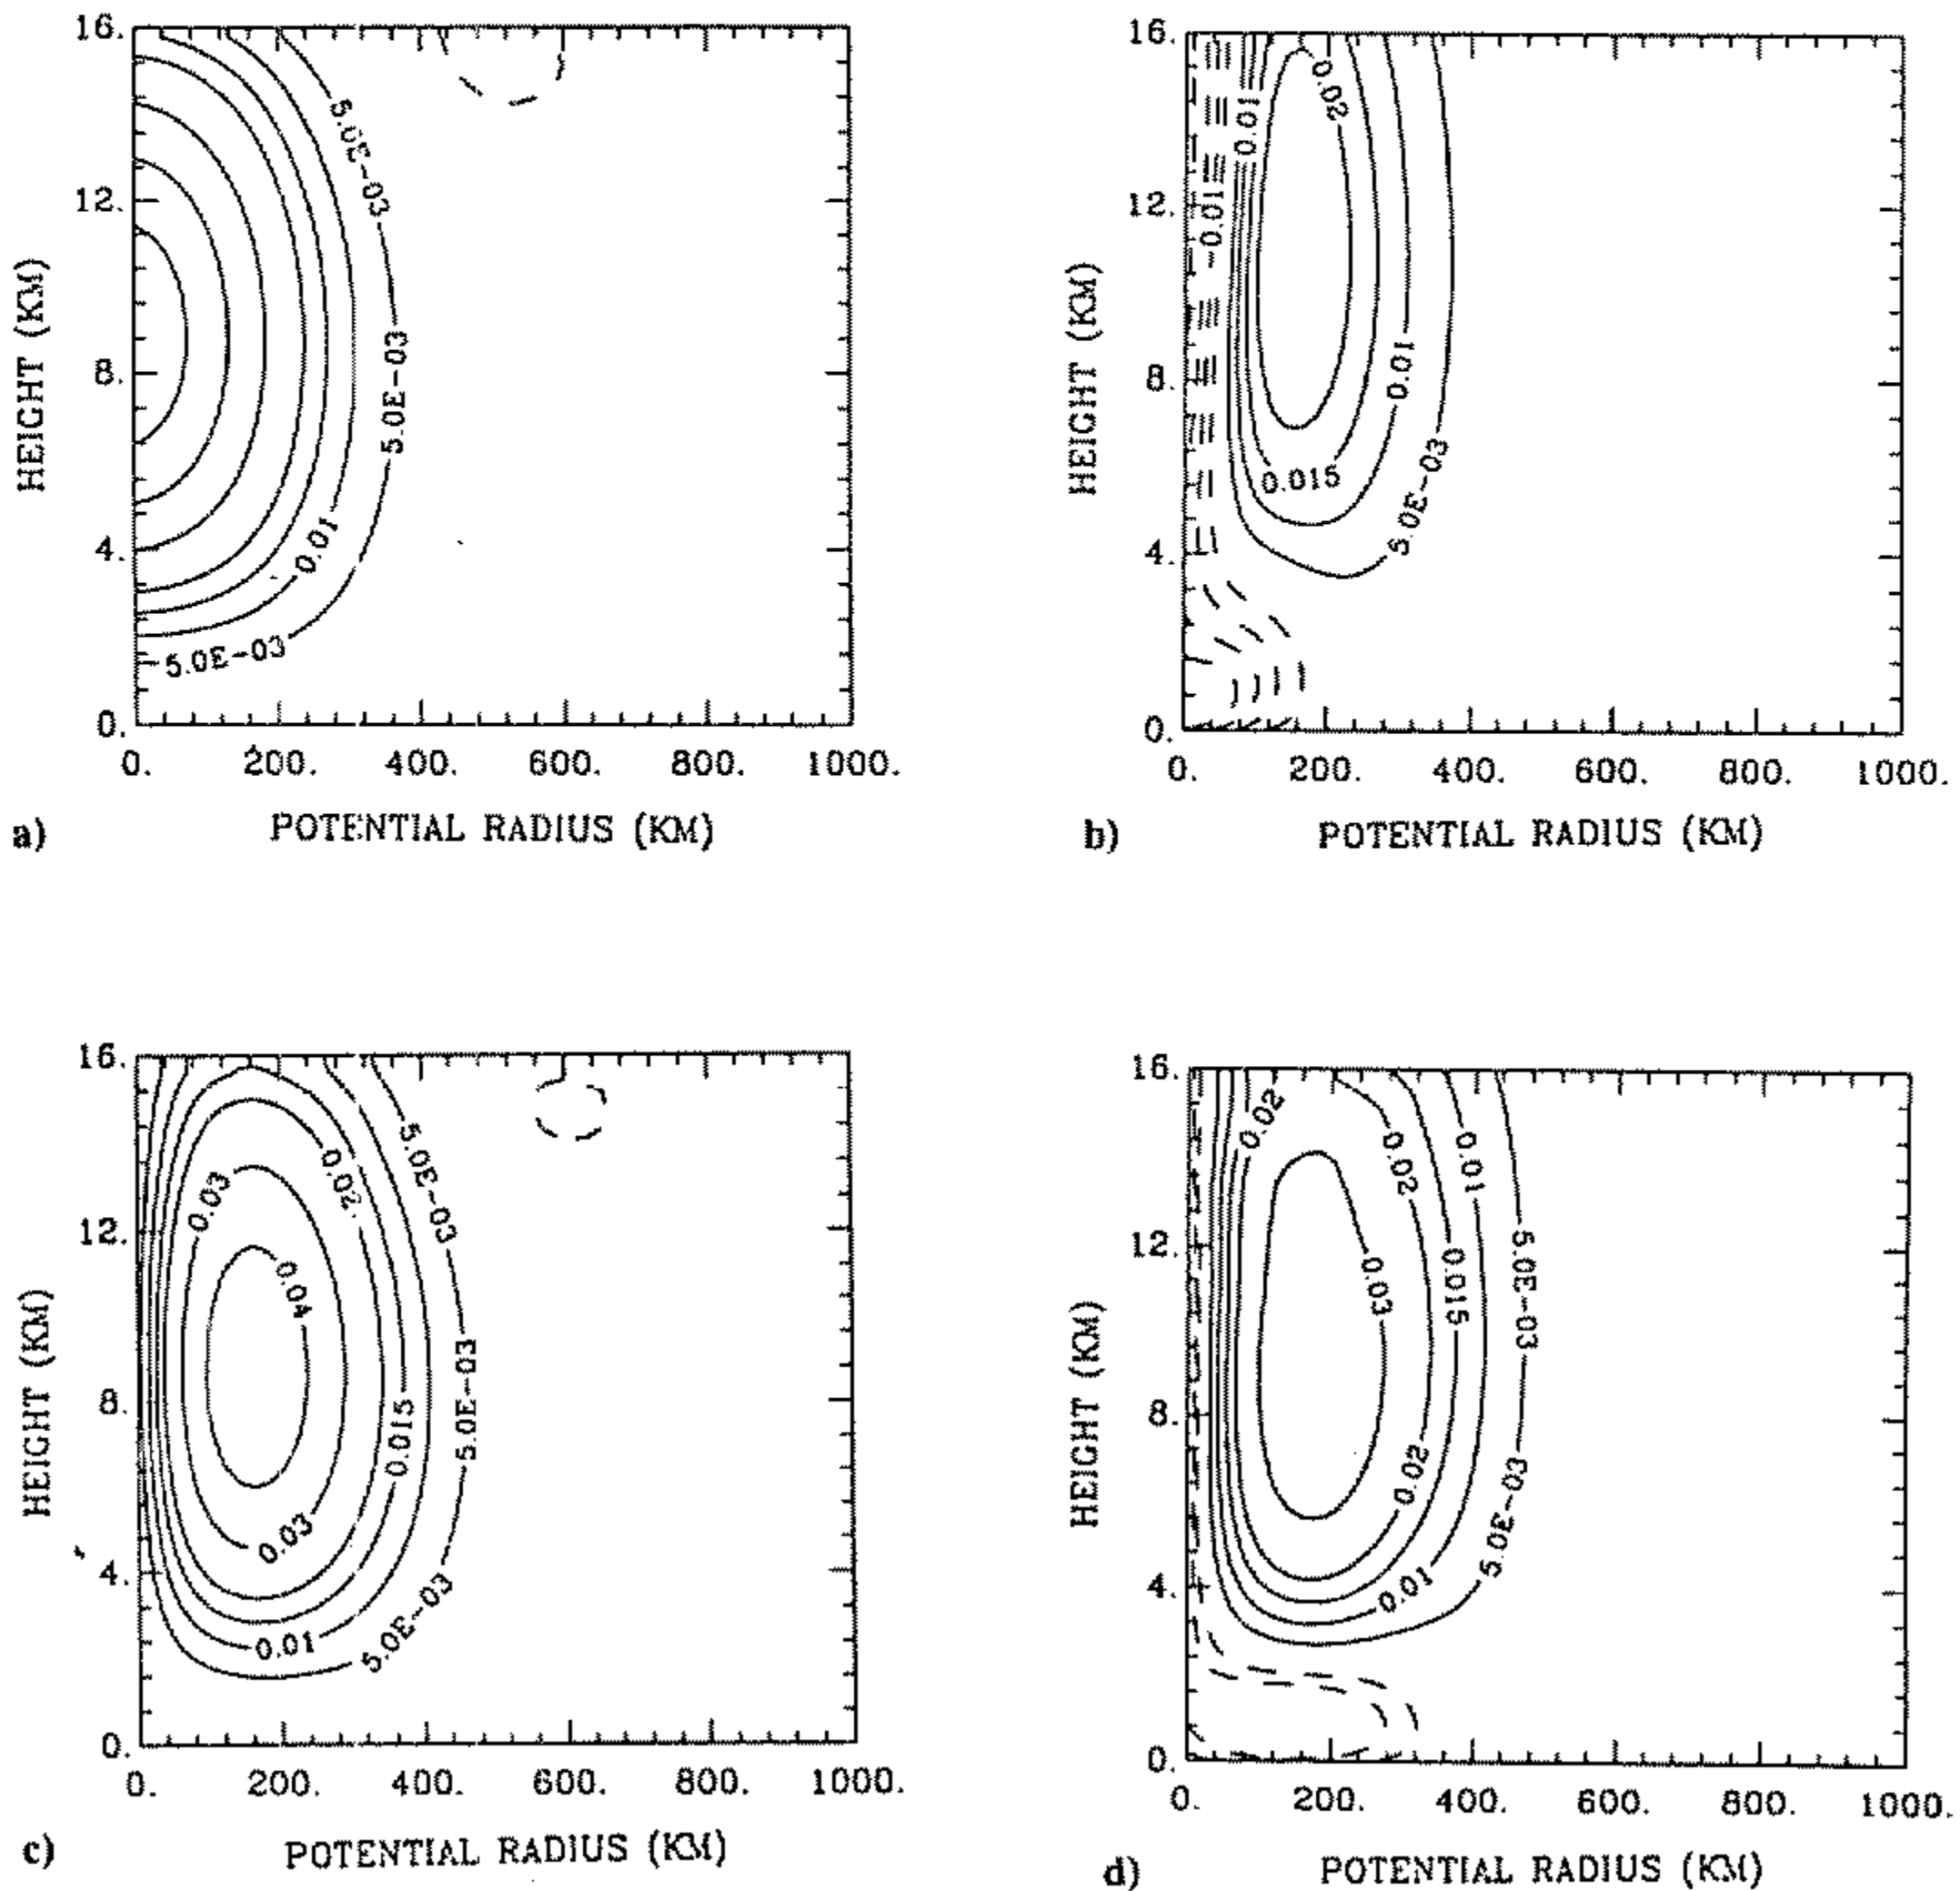 16.
12.
8.
4.
0.
HEIGHT (KM)
5.0E-03
5.0E-03
0.01
5.0E-03
0. 200. 400. 600. 800. 1000.
a) POTENTIAL RADIUS (KM)
16.
12.
8.
4.
0.
HEIGHT (KM)
0.01
0.02
-0.01
0.01
0.015
5.0E-03
0. 200. 400. 600. 800. 1000.
b) POTENTIAL RADIUS (KM)
16.
12.
8.
4.
0.
HEIGHT (KM)
5.0E-03
0.02
0.03
0.04
5.0E-03
0.015
0.03
5.0E-03
0.01
0. 200. 400. 600. 800. 1000.
c) POTENTIAL RADIUS (KM)
16.
12.
8.
4.
0.
HEIGHT (KM)
0.02
0.02
0.01
0.03
0.015
5.0E-03
0.02
5.0E-03
0.01
0. 200. 400. 600. 800. 1000.
d) POTENTIAL RADIUS (KM)